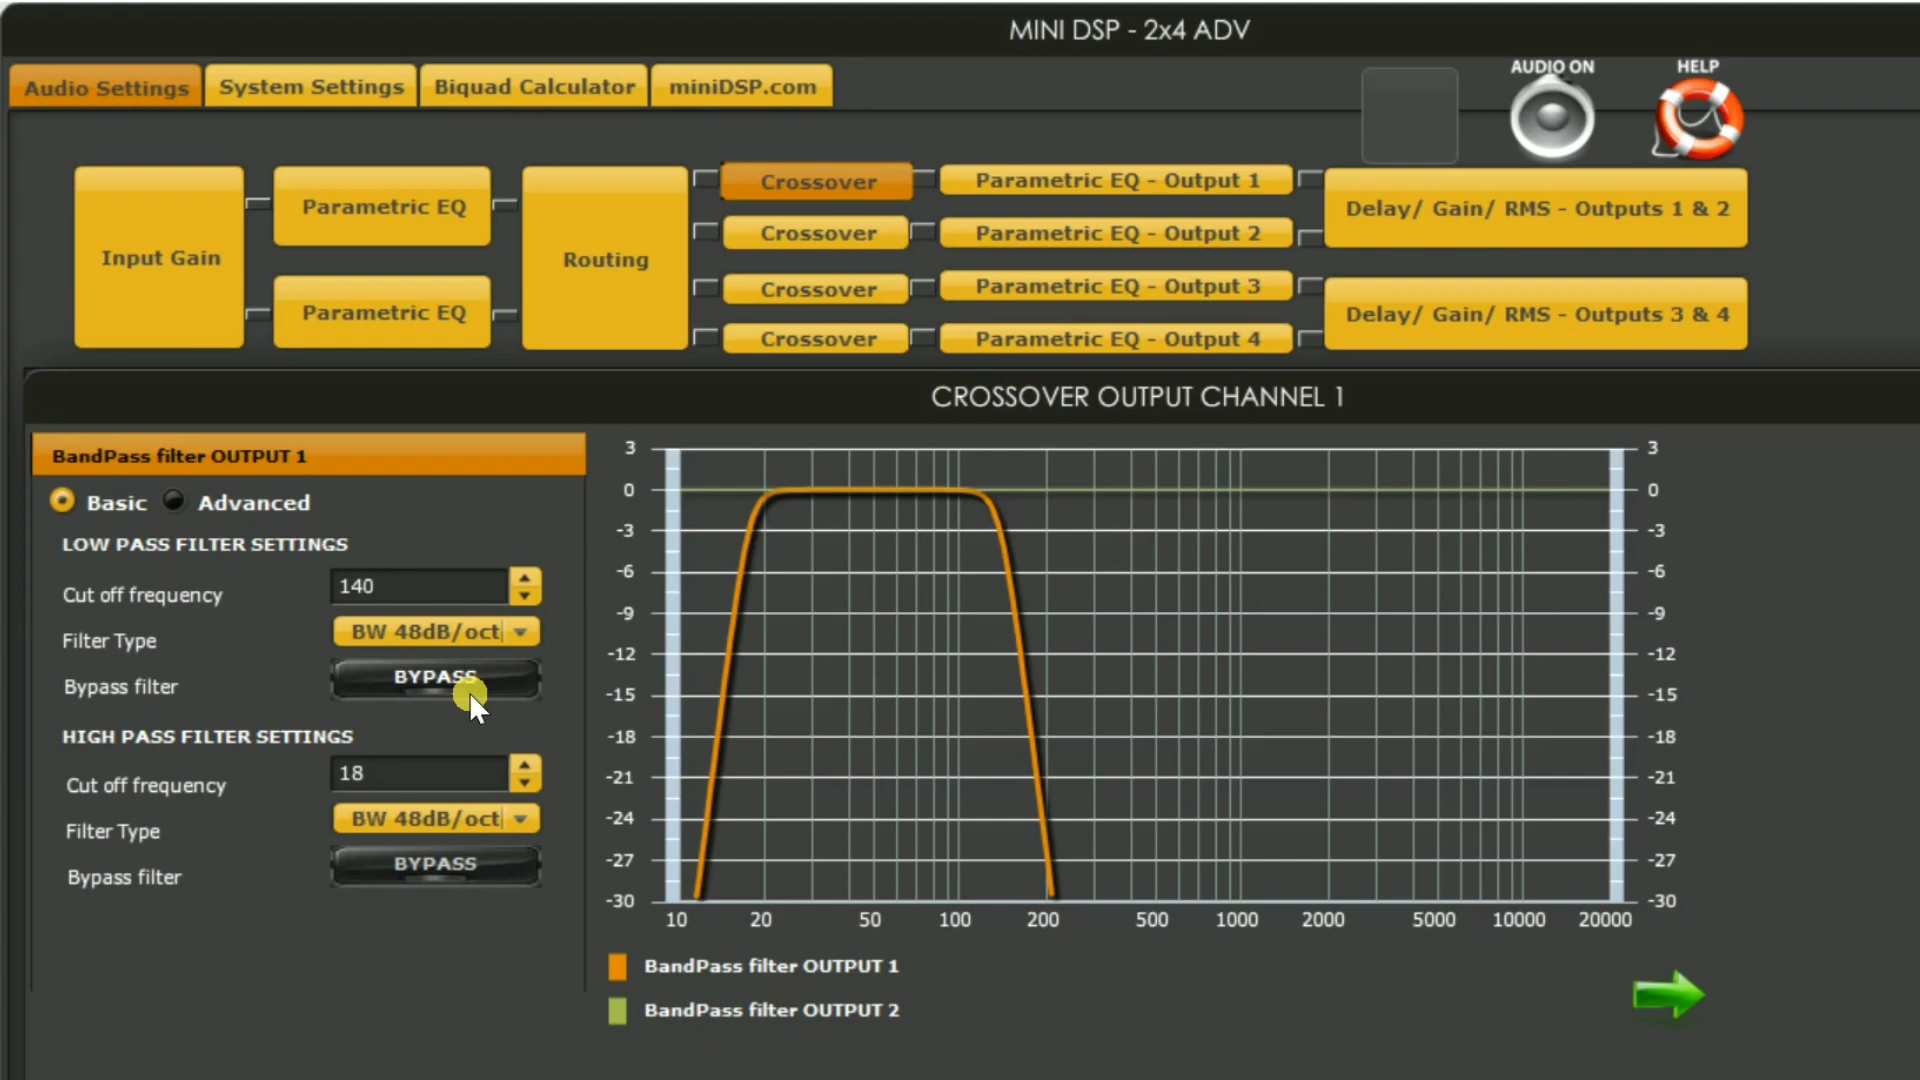 MINI DSP - 2x4 ADV
Audio Settings
System Settings
Biquad Calculator
miniDSP.com
AUDIO ON
HELP
Input Gain
Parametric EQ
Parametric EQ
Routing
Crossover
Parametric EQ - Output 1
Crossover
Parametric EQ - Output 2
Crossover
Parametric EQ - Output 3
Crossover
Parametric EQ - Output 4
Delay/ Gain/ RMS - Outputs 1 & 2
Delay/ Gain/ RMS - Outputs 3 & 4
CROSSOVER OUTPUT CHANNEL 1
BandPass filter OUTPUT 1
Basic
Advanced
LOW PASS FILTER SETTINGS
Cut off frequency
140
Filter Type
BW 48dB/oct
Bypass filter
BYPASS
HIGH PASS FILTER SETTINGS
Cut off frequency
18
Filter Type
BW 48dB/oct
Bypass filter
BYPASS
3
0
-3
-6
-9
-12
-15
-18
-21
-24
-27
-30
3
0
-3
-6
-9
-12
-15
-18
-21
-24
-27
-30
10 20 50 100 200 500 1000 2000 5000 10000 20000
BandPass filter OUTPUT 1
BandPass filter OUTPUT 2